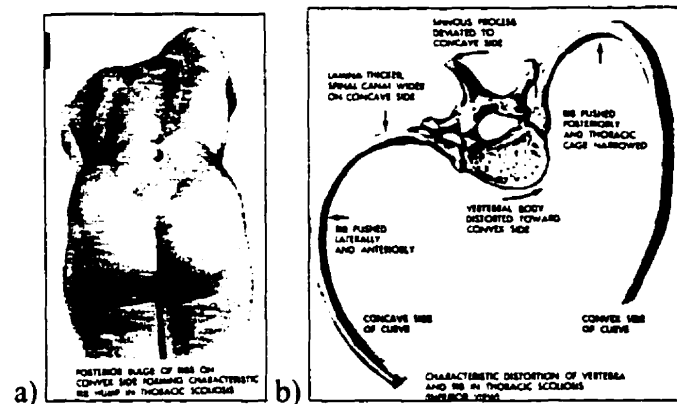 a)
POSTERIOR BULGE OF RIBS ON
CONVEX SIDE FORMING CHARACTERISTIC
RIB HUMP IN THORACIC SCOLIOSIS
b)
SPINOUS PROCESS
DEVIATED TO
CONCAVE SIDE
LAMINA THICKER,
SPINAL CANAL WIDER
ON CONCAVE SIDE
RIB PUSHED
POSTERIORLY
AND THORACIC
CAGE NARROWED
VERTEBRAL BODY
DISTORTED TOWARD
CONVEX SIDE
RIB PUSHED
LATERALLY
AND ANTERIORLY
CONCAVE SIDE
OF CURVE
CONVEX SIDE
OF CURVE
CHARACTERISTIC DISTORTION OF VERTEBRA
AND RIB IN THORACIC SCOLIOSIS
(INFERIOR VIEW)